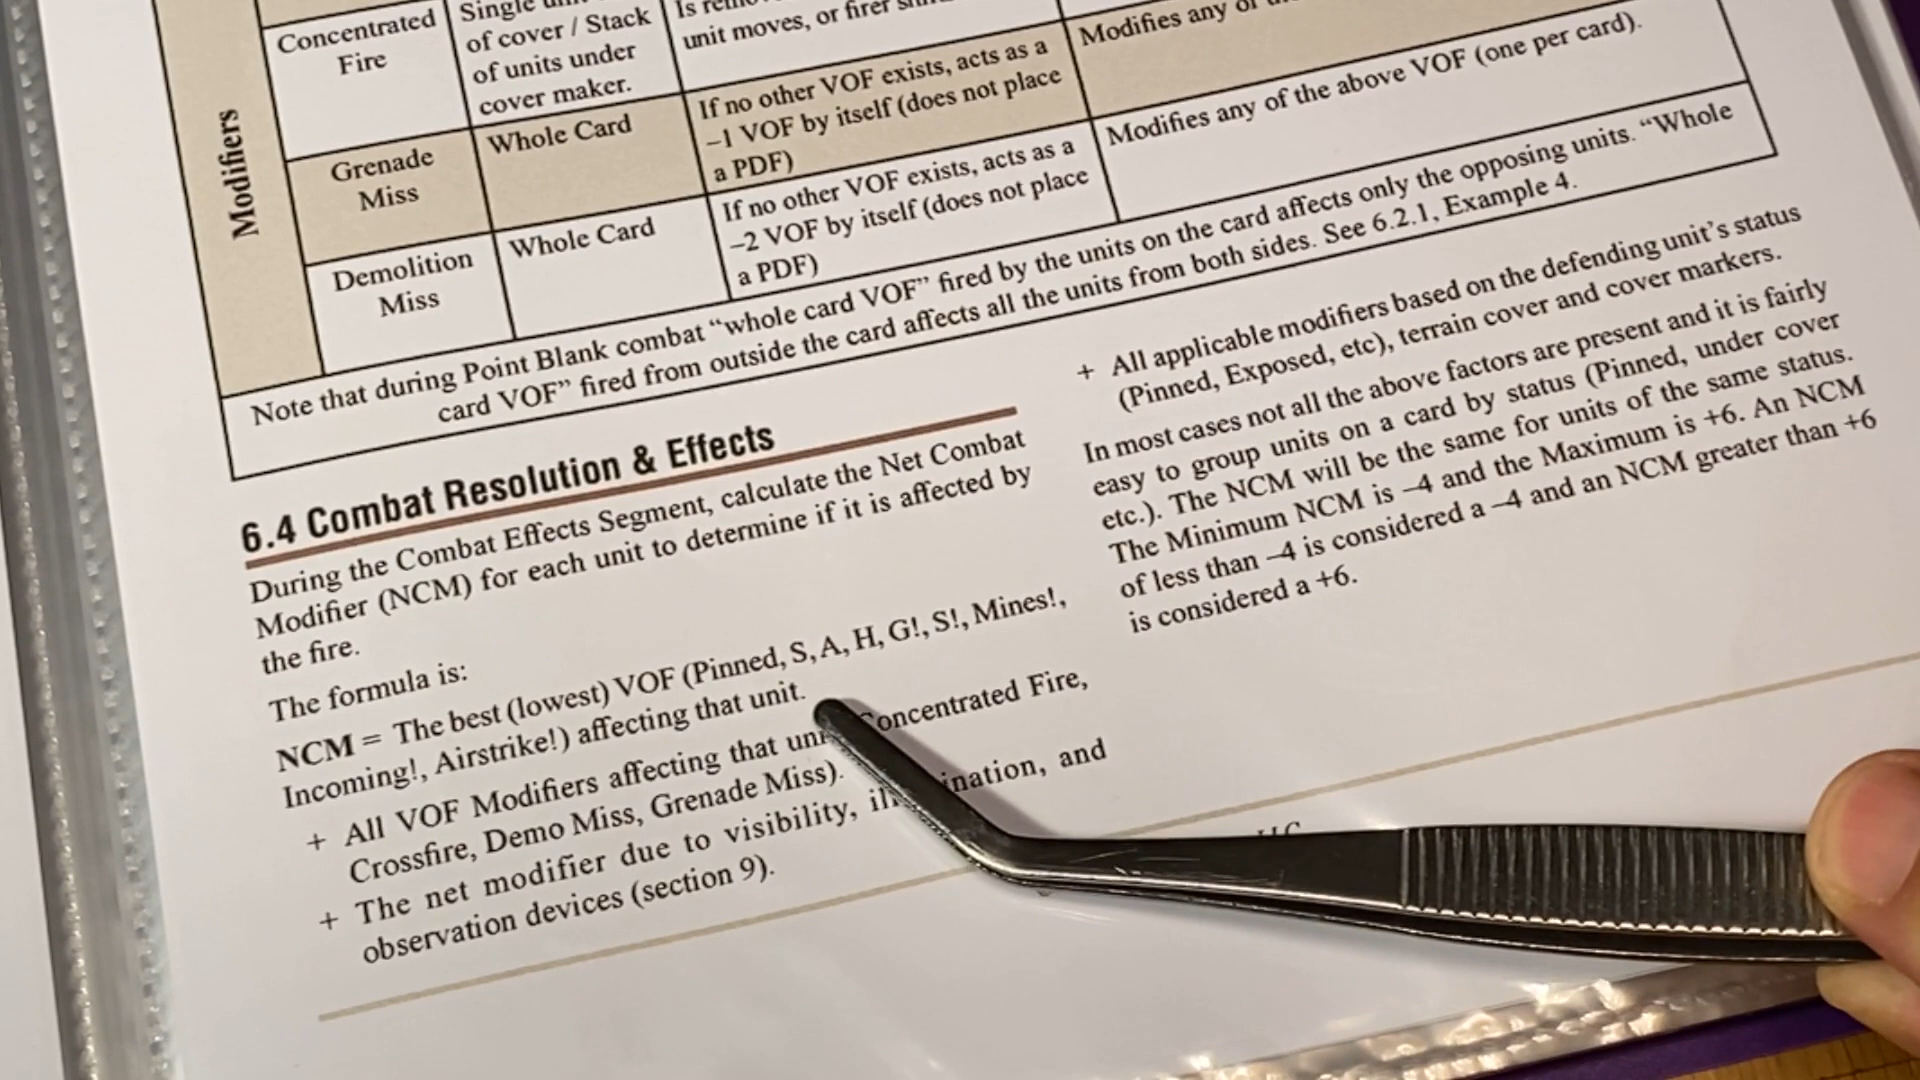 Modifiers
Concentrated
Fire
Single
of cover / Stack
of units under
cover maker.
Is
unit moves, or firer
Grenade
Miss
Whole Card
If no other VOF exists, acts as a
–1 VOF by itself (does not place
a PDF)
Modifies any of
Demolition
Miss
Whole Card
If no other VOF exists, acts as a
–2 VOF by itself (does not place
a PDF)
Modifies any of the above VOF (one per card).
Note that during Point Blank combat “whole card VOF” fired by the units on the card affects only the opposing units. “Whole
card VOF” fired from outside the card affects all the units from both sides. See 6.2.1, Example 4.
6.4 Combat Resolution & Effects
During the Combat Effects Segment, calculate the Net Combat
Modifier (NCM) for each unit to determine if it is affected by
the fire.
The formula is:
NCM = The best (lowest) VOF (Pinned, S, A, H, G!, S!, Mines!,
Incoming!, Airstrike!) affecting that unit.
+ All VOF Modifiers affecting that Concentrated Fire,
Crossfire, Demo Miss, Grenade Miss).
+ The net modifier due to visibility, and
observation devices (section 9).
+ All applicable modifiers based on the defending unit’s status
(Pinned, Exposed, etc), terrain cover and cover markers.
In most cases not all the above factors are present and it is fairly
easy to group units on a card by status (Pinned, under cover
etc.). The NCM will be the same for units of the same status.
The Minimum NCM is –4 and the Maximum is +6. An NCM
of less than –4 is considered a –4 and an NCM greater than +6
is considered a +6.